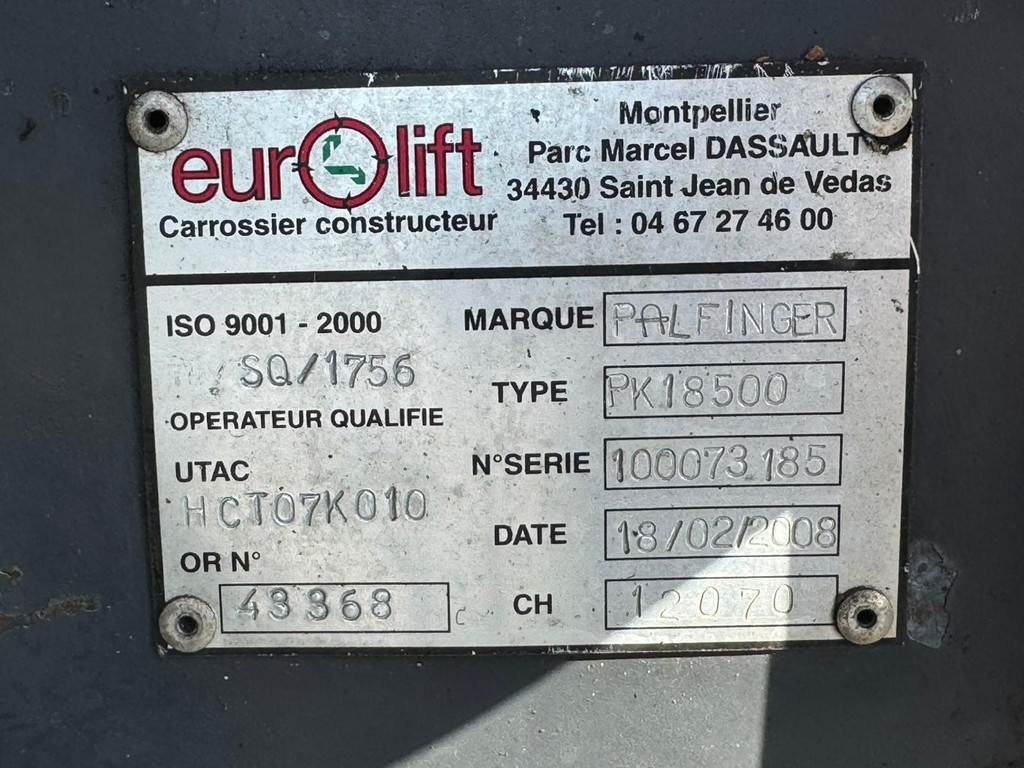 eurolift
Carrossier constructeur
Montpellier
Parc Marcel DASSAULT
34430 Saint Jean de Vedas
Tel : 04 67 27 46 00
ISO 9001 - 2000
SQ/1756
OPERATEUR QUALIFIE
UTAC
HCT07K010
OR N°
43368
MARQUE PALFINGER
TYPE PK18500
N°SERIE 100073185
DATE 18/02/2008
CH 12070